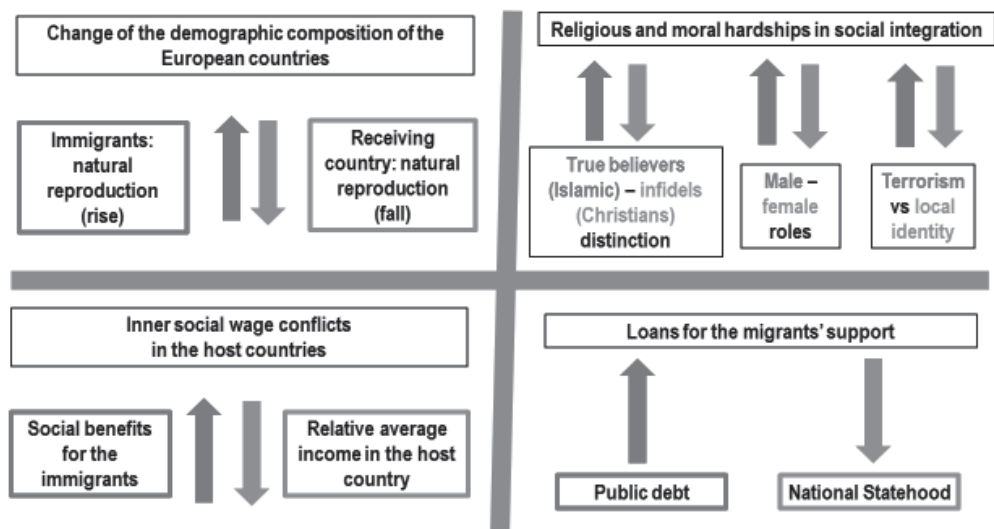 Change of the demographic composition of the
European countries
Immigrants:
natural
reproduction
(rise)
Receiving
country: natural
reproduction
(fall)
Religious and moral hardships in social integration
True believers
(Islamic) – infidels
(Christians)
distinction
Male –
female
roles
Terrorism
vs local
identity
Inner social wage conflicts
in the host countries
Social benefits
for the
immigrants
Relative average
income in the host
country
Loans for the migrants' support
Public debt
National Statehood